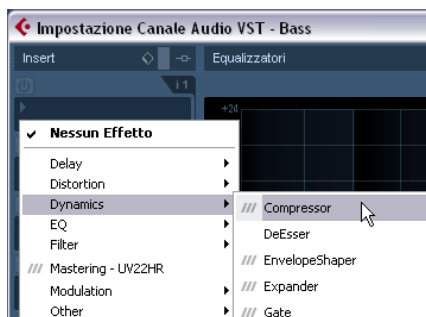 Impostazione Canale Audio VST - Bass
Insert
Equalizzatori
i 1
+24
Nessun Effetto
Delay
Distortion
Dynamics
EQ
Filter
Mastering - UV22HR
Modulation
Other
Compressor
DeEsser
EnvelopeShaper
Expander
Gate